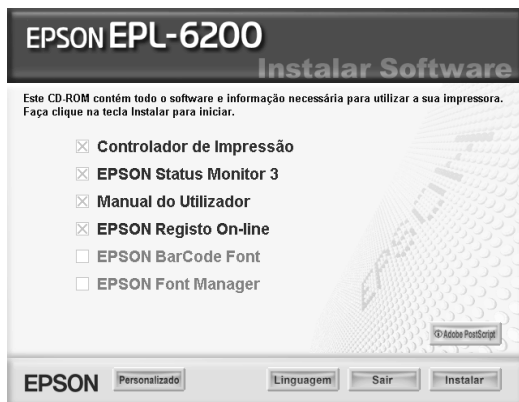 EPSON EPL-6200
Instalar Software
Este CD-ROM contém todo o software e informação necessária para utilizar a sua impressora.
Faça clique na tecla Instalar para iniciar.
Controlador de Impressão
EPSON Status Monitor 3
Manual do Utilizador
EPSON Registo On-line
EPSON BarCode Font
EPSON Font Manager
EPSON
Adobe PostScript
EPSON
Personalizado
Linguagem
Sair
Instalar